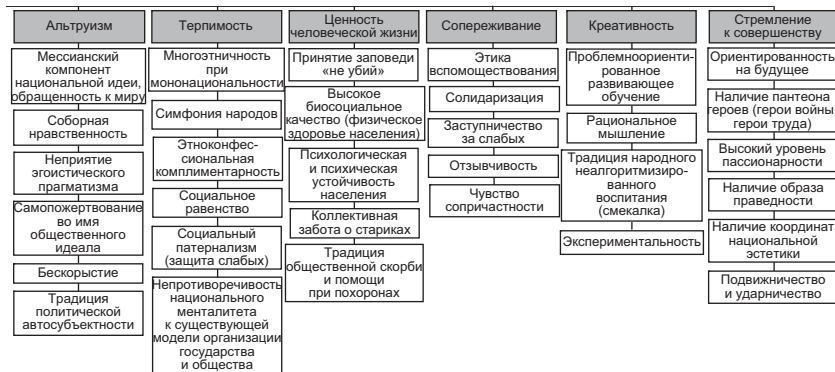 Альтруизм
Мессианский
компонент
национальной идеи,
обращенность к миру
Соборная
нравственность
Неприятие
эгоистического
прагматизма
Самопожертвование
во имя
общественного
идеала
Бескорыстие
Традиция
политической
автосубъектности
Терпимость
Многоэтничность
при
мононациональности
Симфония народов
Этноконфес-
сиональная
комплиментарность
Социальное
равенство
Социальный
патернализм
(защита слабых)
Непротиворечивость
национального
менталитета
к существующей
модели организации
государства
и общества
Ценность
человеческой жизни
Принятие заповеди
«не убий»
Высокое
биосоциальное
качество (физическое
здоровье населения)
Психологическая
и психическая
устойчивость
населения
Коллективная
забота о стариках
Традиция
общественной скорби
и помощи
при похоронах
Сопереживание
Этика
вспомоществования
Солидаризация
Заступничество
за слабых
Отзывчивость
Чувство
сопричастности
Креативность
Проблемноориенти-
рованное
развивающее
обучение
Рациональное
мышление
Традиция народного
неалгоритмизиро-
ванного
воспитания
(смекалка)
Экспериментальность
Стремление
к совершенству
Ориентированность
на будущее
Наличие пантеона
героев (герои войны,
герои труда)
Высокий уровень
пассионарности
Наличие образа
праведности
Наличие координат
национальной
эстетики
Подвижничество
и ударничество